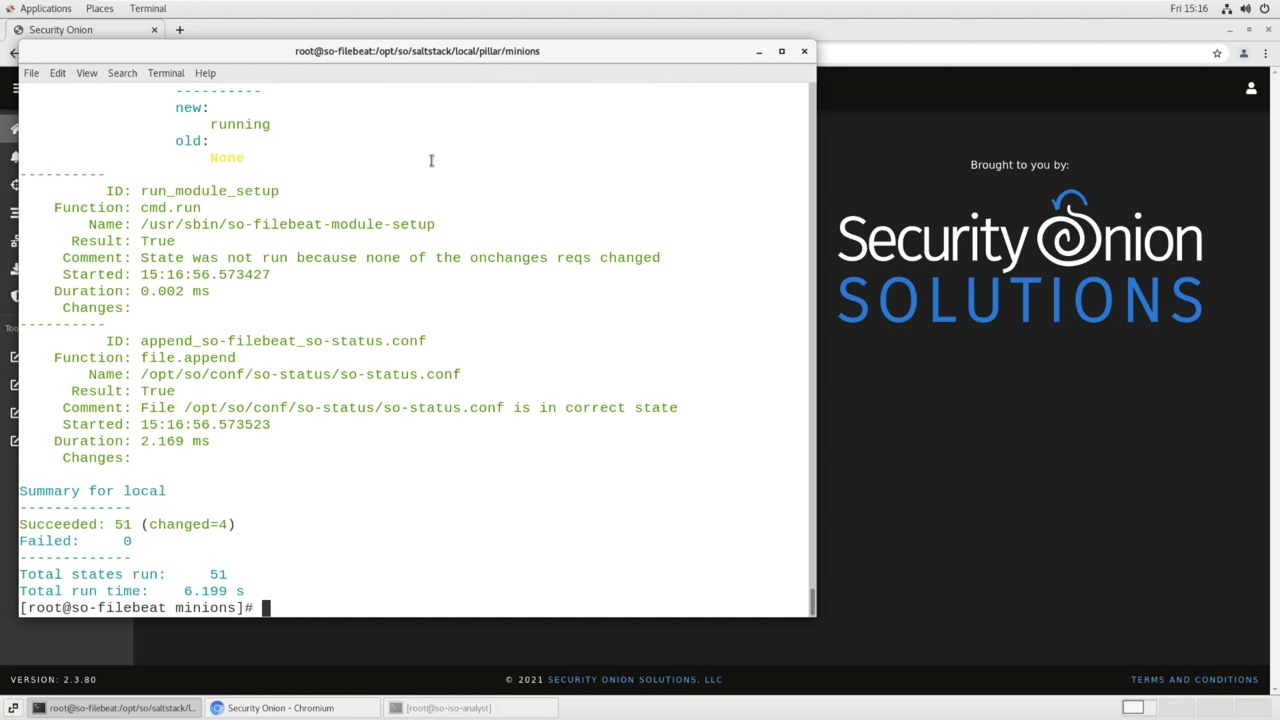 Applications Places Terminal Fri 15:16
Security Onion
root@so-filebeat:/opt/so/saltstack/local/pillar/minions
File Edit View Search Terminal Help
----------
new:
running
old:
None
----------
ID: run_module_setup
Function: cmd.run
Name: /usr/sbin/so-filebeat-module-setup
Result: True
Comment: State was not run because none of the onchanges reqs changed
Started: 15:16:56.573427
Duration: 0.002 ms
Changes:
----------
ID: append_so-filebeat_so-status.conf
Function: file.append
Name: /opt/so/conf/so-status/so-status.conf
Result: True
Comment: File /opt/so/conf/so-status/so-status.conf is in correct state
Started: 15:16:56.573523
Duration: 2.169 ms
Changes:
Summary for local
-------------
Succeeded: 51 (changed=4)
Failed: 0
-------------
Total states run: 51
Total run time: 6.199 s
[root@so-filebeat minions]#
Brought to you by:
Security Onion
SOLUTIONS
Too
VERSION: 2.3.80 © 2021 SECURITY ONION SOLUTIONS, LLC TERMS AND CONDITIONS
root@so-filebeat:/opt/so/saltstack/l... Security Onion - Chromium [root@so-iso-analyst]